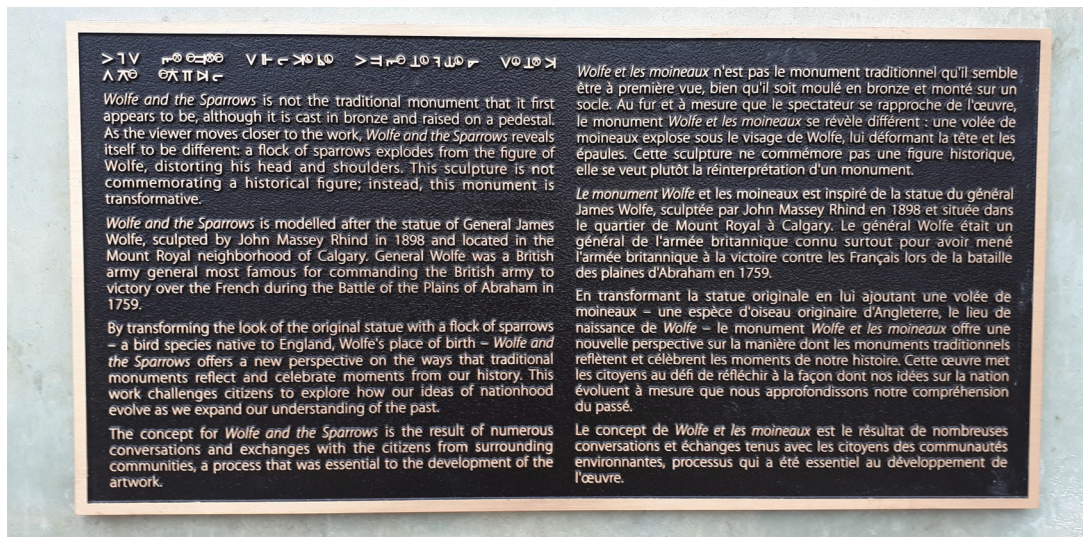 Wolfe and the Sparrows is not the traditional monument that it first
appears to be, although it is cast in bronze and raised on a pedestal.
As the viewer moves closer to the work, Wolfe and the Sparrows reveals
itself to be different: a flock of sparrows explodes from the figure of
Wolfe, distorting his head and shoulders. This sculpture is not
commemorating a historical figure; instead, this monument is
transformative.
Wolfe and the Sparrows is modelled after the statue of General James
Wolfe, sculpted by John Massey Rhind in 1898 and located in the
Mount Royal neighborhood of Calgary. General Wolfe was a British
army general most famous for commanding the British army to
victory over the French during the Battle of the Plains of Abraham in
1759.
By transforming the look of the original statue with a flock of sparrows
– a bird species native to England, Wolfe's place of birth – Wolfe and
the Sparrows offers a new perspective on the ways that traditional
monuments reflect and celebrate moments from our history. This
work challenges citizens to explore how our ideas of nationhood
evolve as we expand our understanding of the past.
The concept for Wolfe and the Sparrows is the result of numerous
conversations and exchanges with the citizens from surrounding
communities, a process that was essential to the development of the
artwork.
Wolfe et les moineaux n'est pas le monument traditionnel qu'il semble
être à première vue, bien qu'il soit moulé en bronze et monté sur un
socle. Au fur et à mesure que le spectateur se rapproche de l'œuvre,
le monument Wolfe et les moineaux se révèle différent : une volée de
moineaux explose sous le visage de Wolfe, lui déformant la tête et les
épaules. Cette sculpture ne commémore pas une figure historique,
elle se veut plutôt la réinterprétation d'un monument.
Le monument Wolfe et les moineaux est inspiré de la statue du général
James Wolfe, sculptée par John Massey Rhind en 1898 et située dans
le quartier de Mount Royal à Calgary. Le général Wolfe était un
général de l'armée britannique connu surtout pour avoir mené
l'armée britannique à la victoire contre les Français lors de la bataille
des plaines d'Abraham en 1759.
En transformant la statue originale en lui ajoutant une volée de
moineaux – une espèce d'oiseau originaire d'Angleterre, le lieu de
naissance de Wolfe – le monument Wolfe et les moineaux offre une
nouvelle perspective sur la manière dont les monuments traditionnels
reflètent et célèbrent les moments de notre histoire. Cette œuvre met
les citoyens au défi de réfléchir à la façon dont nos idées sur la nation
évoluent à mesure que nous approfondissons notre compréhension
du passé.
Le concept de Wolfe et les moineaux est le résultat de nombreuses
conversations et échanges tenus avec les citoyens des communautés
environnantes, processus qui a été essentiel au développement de
l'œuvre.